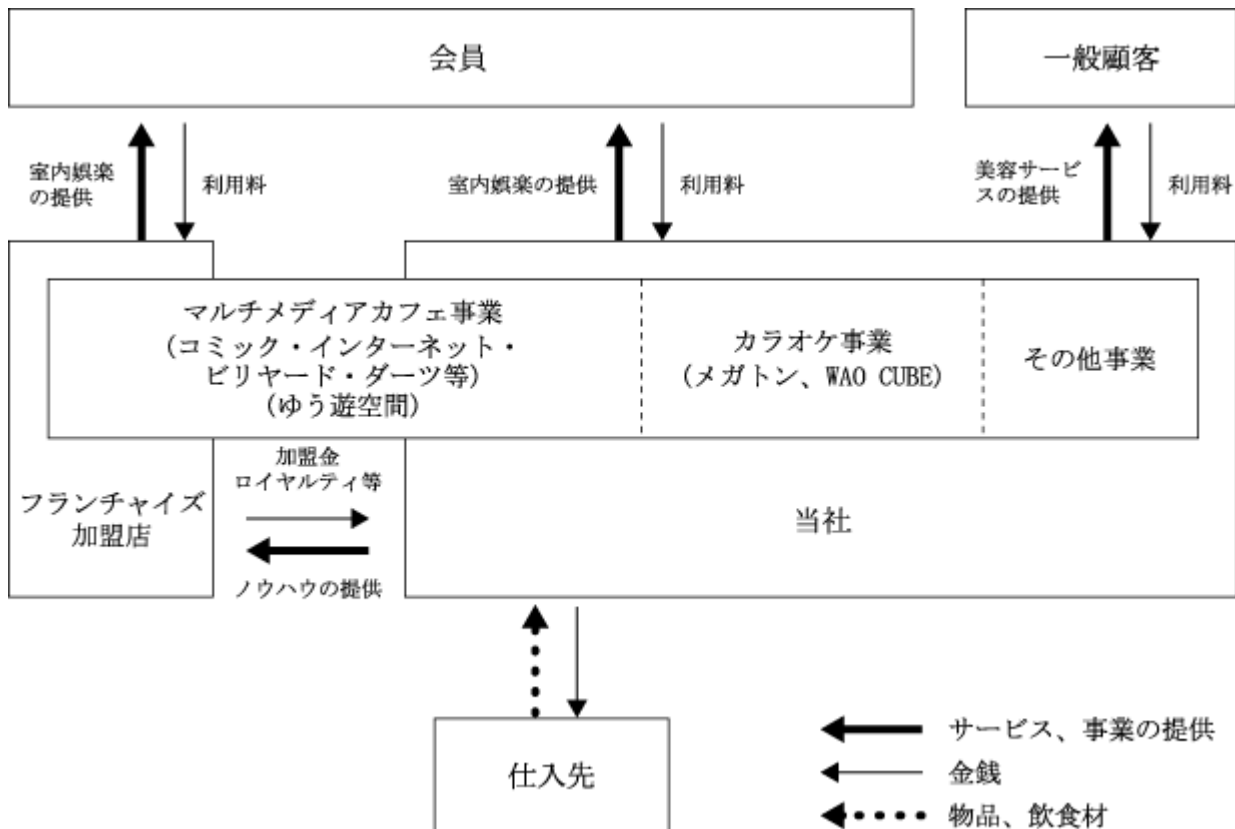 会員
一般顧客
室内娯楽
の提供
利用料
室内娯楽の提供
利用料
美容サービ
スの提供
利用料
マルチメディアカフェ事業
(コミック・インターネット・
ビリヤード・ダーツ等)
(ゆう遊空間)
カラオケ事業
(メガトン、WAO CUBE)
その他事業
加盟金
ロイヤルティ等
フランチャイズ
加盟店
ノウハウの提供
当社
仕入先
サービス、事業の提供
金銭
物品、飲食材